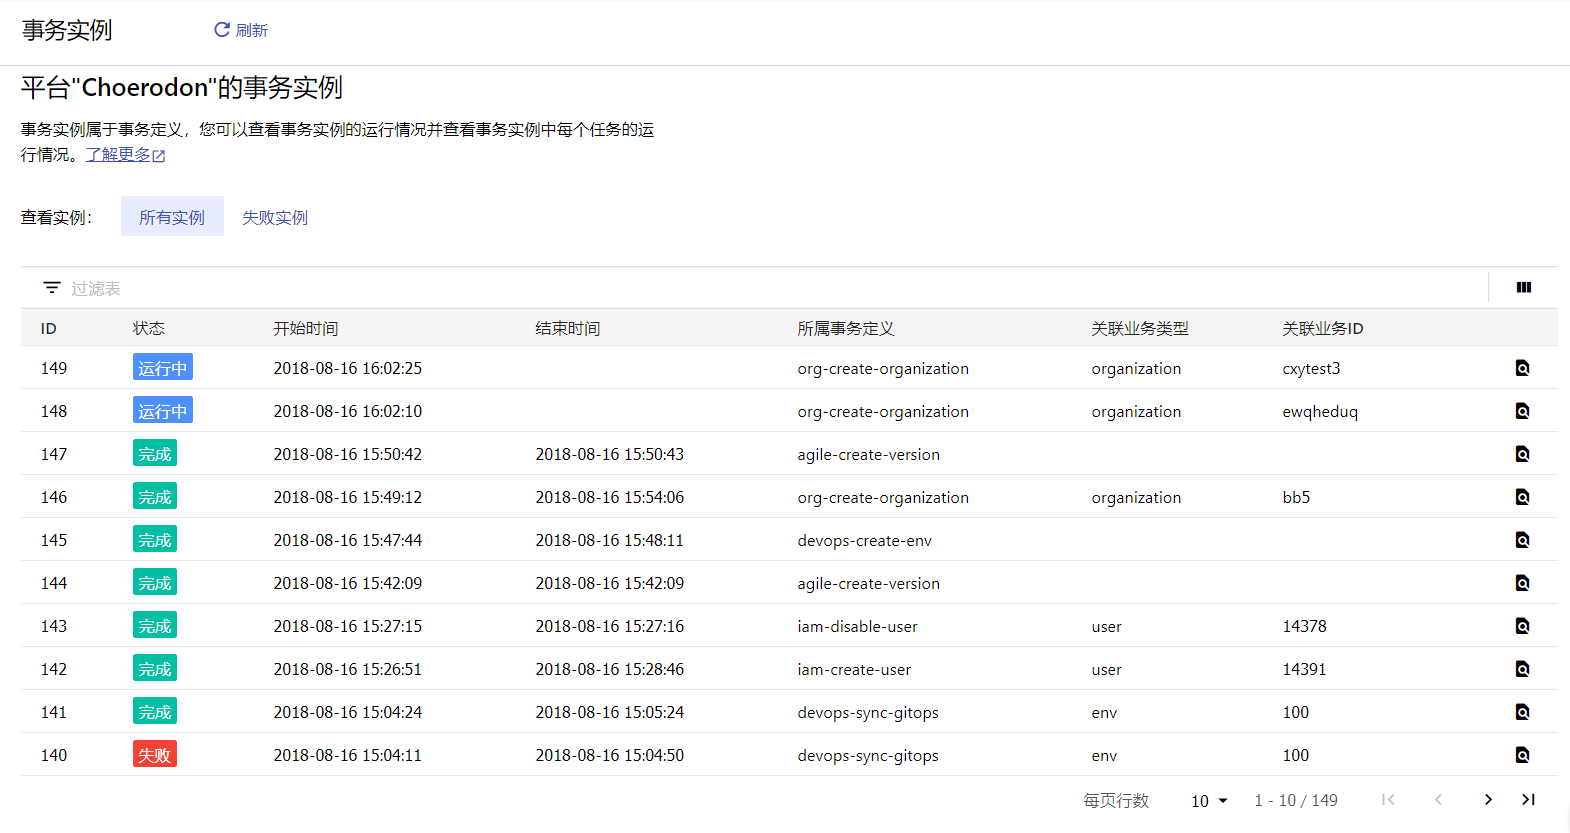 事务实例 刷新
平台"Choerodon"的事务实例
事务实例属于事务定义，您可以查看事务实例的运行情况并查看事务实例中每个任务的运
行情况。了解更多
查看实例： 所有实例 失败实例
过滤表
ID 状态 开始时间 结束时间 所属事务定义 关联业务类型 关联业务ID
149 运行中 2018-08-16 16:02:25 org-create-organization organization cxytest3
148 运行中 2018-08-16 16:02:10 org-create-organization organization ewqheduq
147 完成 2018-08-16 15:50:42 2018-08-16 15:50:43 agile-create-version
146 完成 2018-08-16 15:49:12 2018-08-16 15:54:06 org-create-organization organization bb5
145 完成 2018-08-16 15:47:44 2018-08-16 15:48:11 devops-create-env
144 完成 2018-08-16 15:42:09 2018-08-16 15:42:09 agile-create-version
143 完成 2018-08-16 15:27:15 2018-08-16 15:27:16 iam-disable-user user 14378
142 完成 2018-08-16 15:26:51 2018-08-16 15:28:46 iam-create-user user 14391
141 完成 2018-08-16 15:04:24 2018-08-16 15:05:24 devops-sync-gitops env 100
140 失败 2018-08-16 15:04:11 2018-08-16 15:04:50 devops-sync-gitops env 100
每页行数 10 1 - 10 / 149